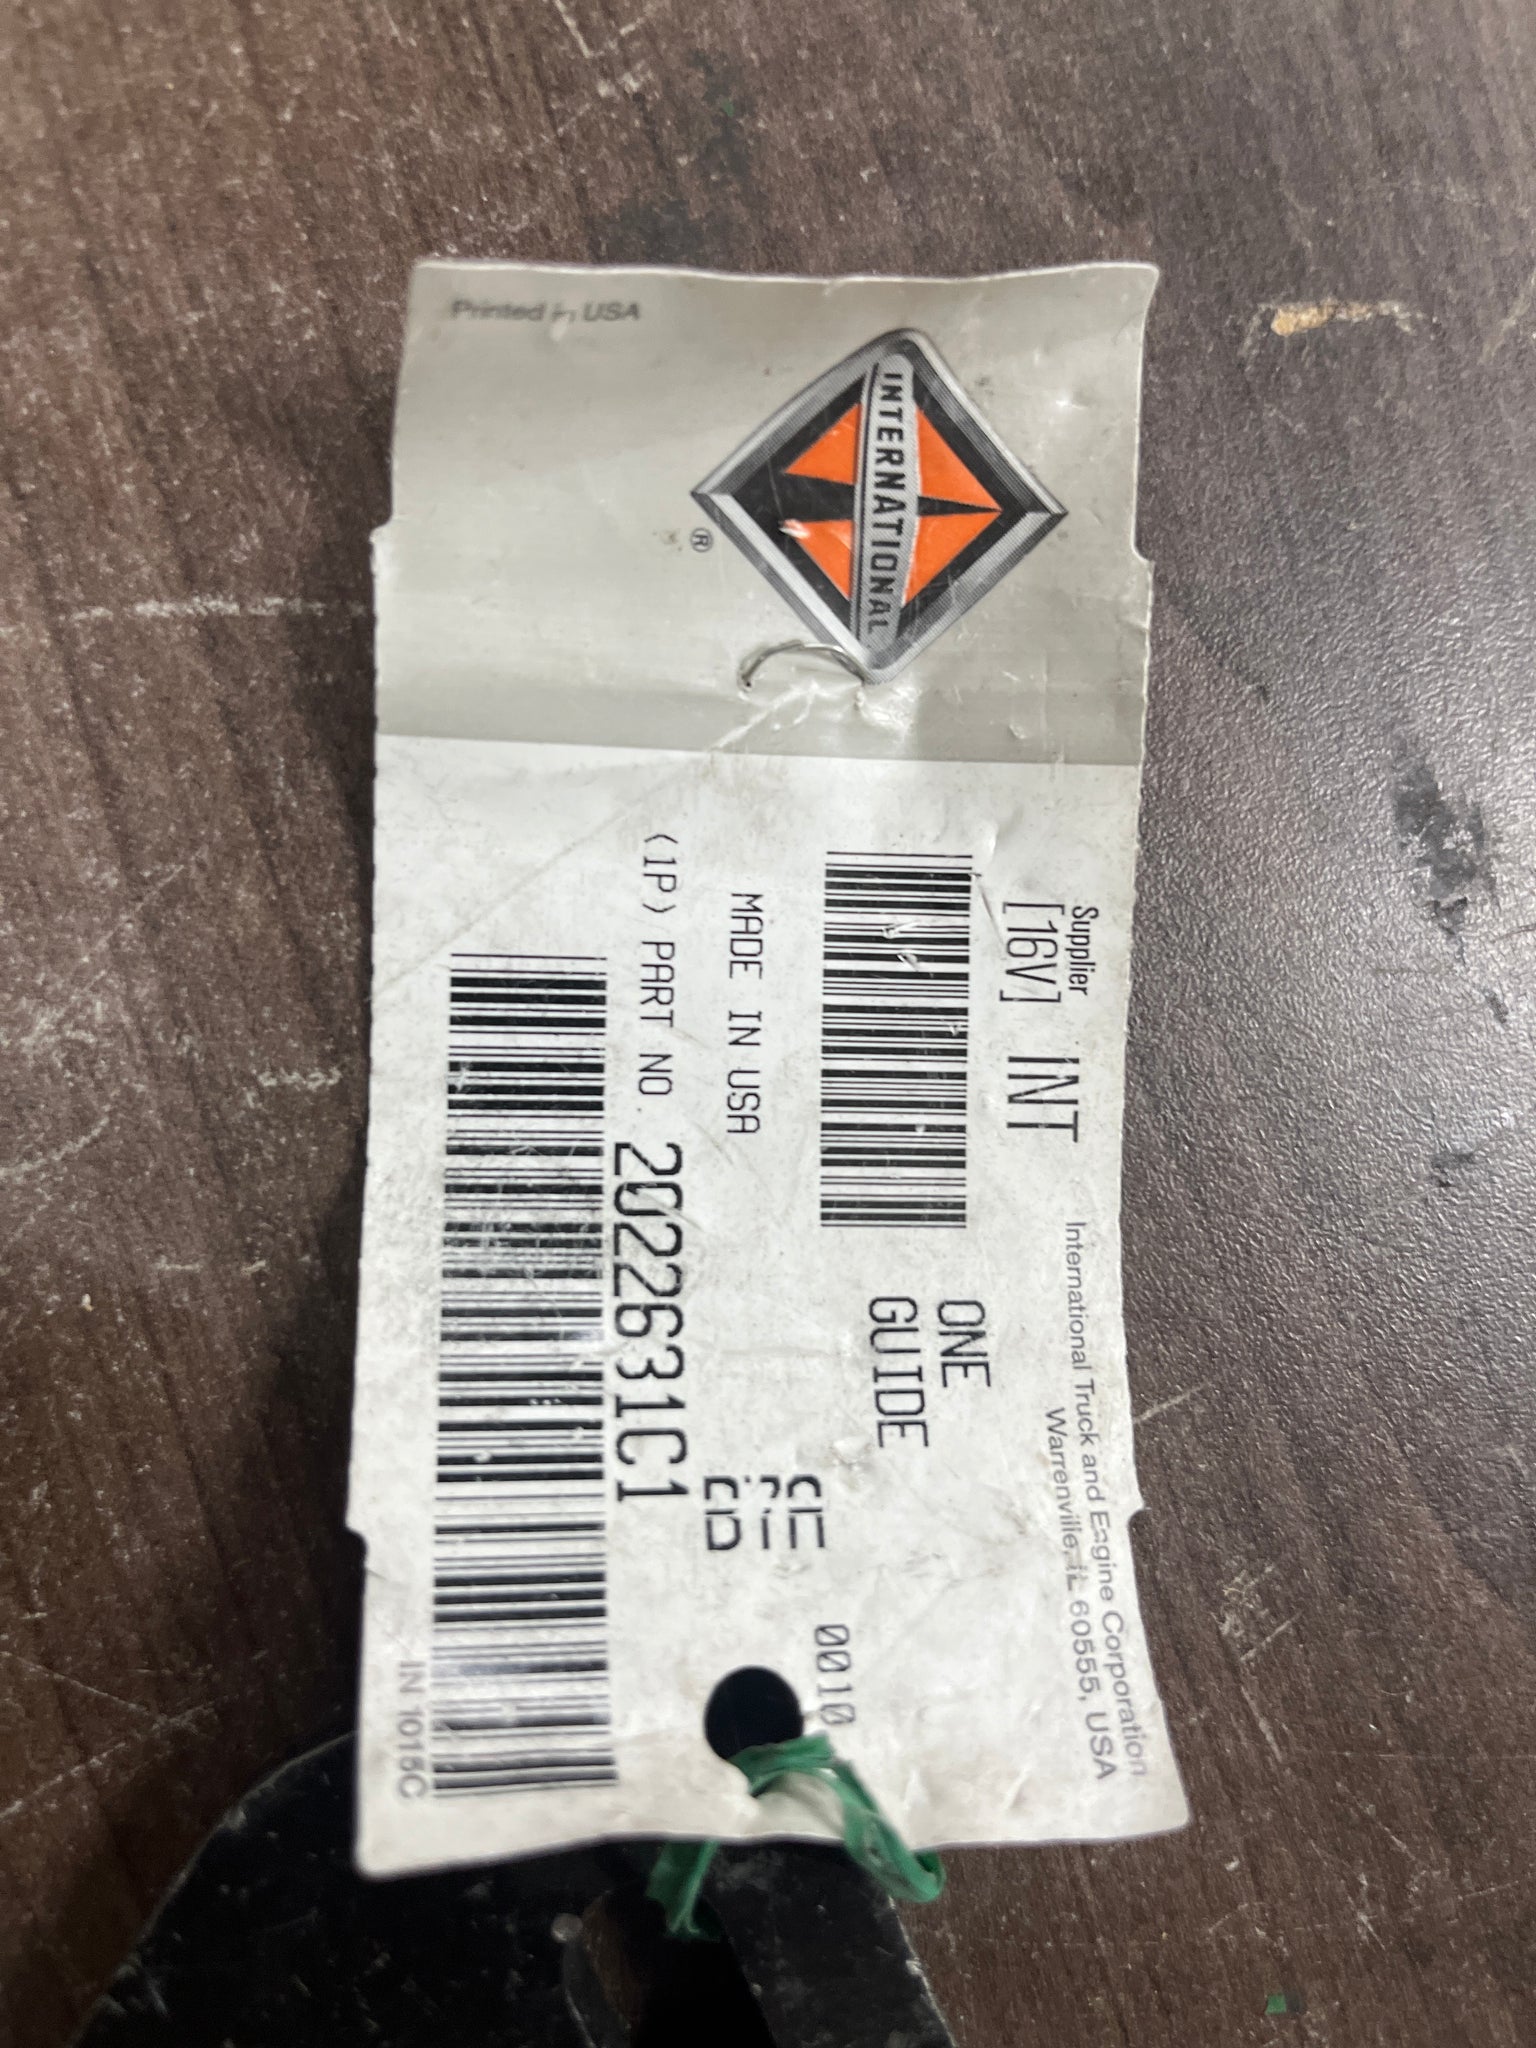 Printed in USA
INTERNATIONAL
®
Supplier
[16V] INT
International Truck and Engine Corporation
Warrenville, IL 60555, USA
ONE
GUIDE
0010
MADE IN USA
(1P) PART NO 2022631C1
IN 1015C